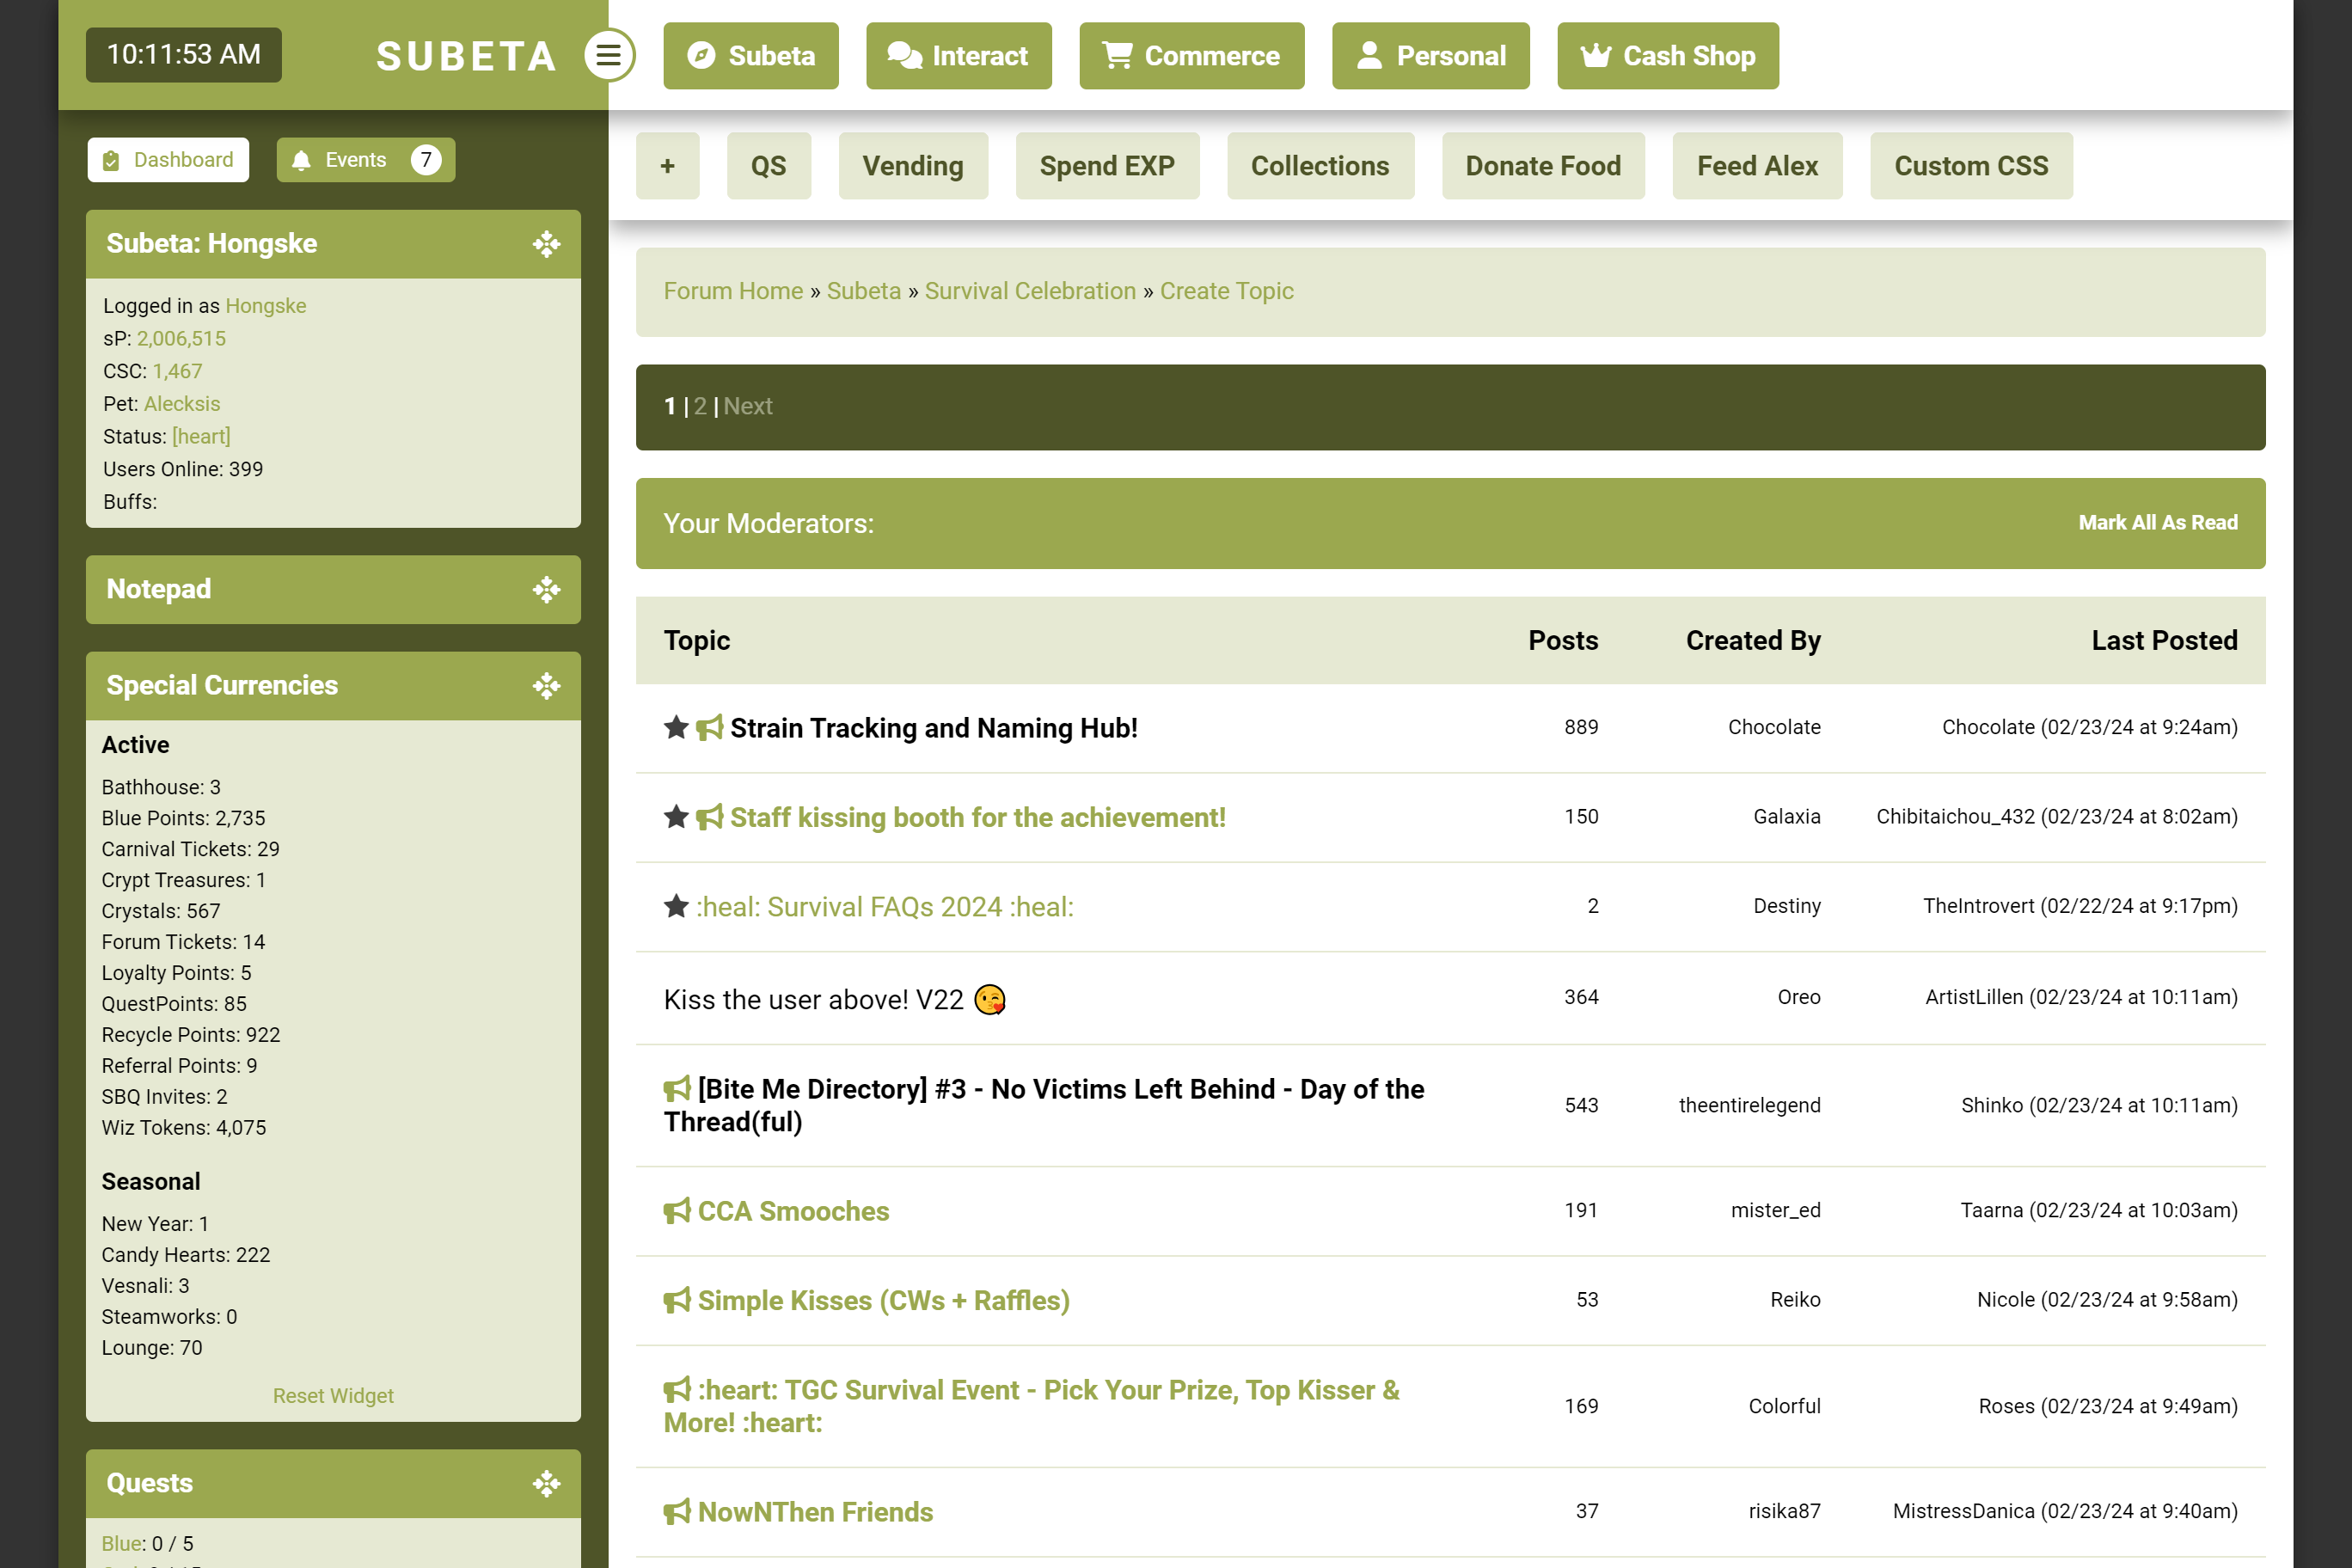 10:11:53 AM
SUBETA
Subeta
Interact
Commerce
Personal
Cash Shop
Dashboard
Events 7
+
QS
Vending
Spend EXP
Collections
Donate Food
Feed Alex
Custom CSS
Subeta: Hongske
Logged in as Hongske
sP: 2,006,515
CSC: 1,467
Pet: Alecksis
Status: [heart]
Users Online: 399
Buffs:
Notepad
Special Currencies
Active
Bathhouse: 3
Blue Points: 2,735
Carnival Tickets: 29
Crypt Treasures: 1
Crystals: 567
Forum Tickets: 14
Loyalty Points: 5
QuestPoints: 85
Recycle Points: 922
Referral Points: 9
SBQ Invites: 2
Wiz Tokens: 4,075
Seasonal
New Year: 1
Candy Hearts: 222
Vesnali: 3
Steamworks: 0
Lounge: 70
Reset Widget
Quests
Blue: 0 / 5
Forum Home » Subeta » Survival Celebration » Create Topic
1 | 2 | Next
Your Moderators:
Mark All As Read
Topic Posts Created By Last Posted
Strain Tracking and Naming Hub! 889 Chocolate Chocolate (02/23/24 at 9:24am)
Staff kissing booth for the achievement! 150 Galaxia Chibitaichou_432 (02/23/24 at 8:02am)
:heal: Survival FAQs 2024 :heal: 2 Destiny TheIntrovert (02/22/24 at 9:17pm)
Kiss the user above! V22 😘 364 Oreo ArtistLillen (02/23/24 at 10:11am)
[Bite Me Directory] #3 - No Victims Left Behind - Day of the
Thread(ful) 543 theentirelegend Shinko (02/23/24 at 10:11am)
CCA Smooches 191 mister_ed Taarna (02/23/24 at 10:03am)
Simple Kisses (CWs + Raffles) 53 Reiko Nicole (02/23/24 at 9:58am)
:heart: TGC Survival Event - Pick Your Prize, Top Kisser &
More! :heart: 169 Colorful Roses (02/23/24 at 9:49am)
NowNThen Friends 37 risika87 MistressDanica (02/23/24 at 9:40am)